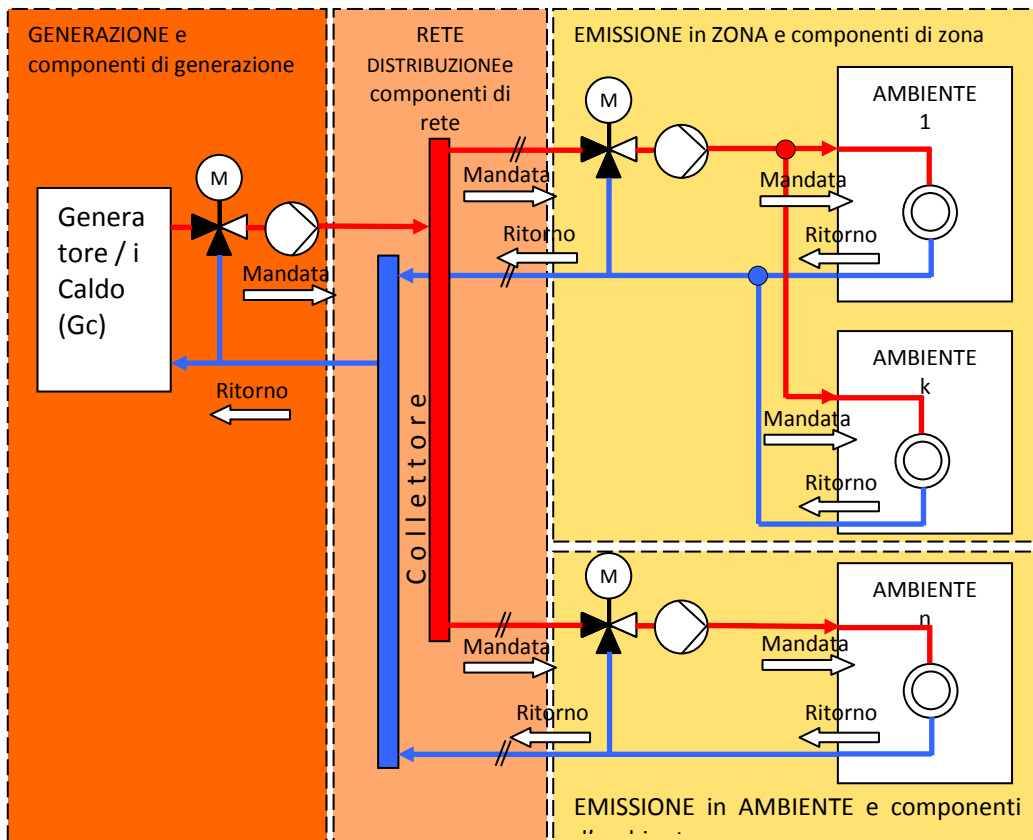 GENERAZIONE e
componenti di generazione
M
Genera
tore / i
Caldo
(Gc)
Mandata
Ritorno
RETE
DISTRIBUZIONEe
componenti di
rete
Collettore
Mandata
Ritorno
Mandata
Ritorno
EMISSIONE in ZONA e componenti di zona
M
AMBIENTE
1
Mandata
Ritorno
AMBIENTE
k
Mandata
Ritorno
M
AMBIENTE
n
Mandata
Ritorno
EMISSIONE in AMBIENTE e componenti